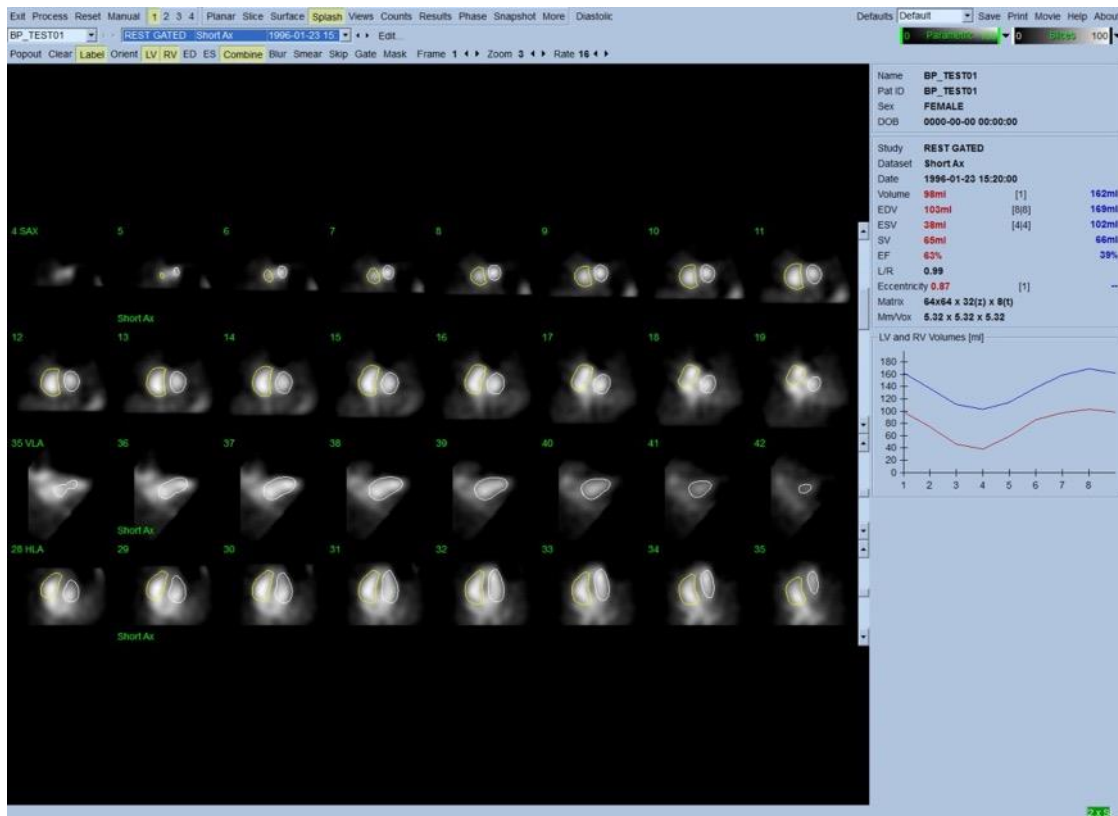 Exit Process Reset Manual 1 2 3 4 Planar Slice Surface Splash Views Counts Results Phase Snapshot More Diastolic Defaults Default Save Print Movie Help About
BP_TEST01 REST GATED Short Ax 1996-01-23 15: Edit...
0 Parametric 0 Slices 100
Popout Clear Label Orient LV RV ED ES Combine Blur Smear Skip Gate Mask Frame 1 Zoom 3 Rate 16
Name BP_TEST01
Pat ID BP_TEST01
Sex FEMALE
DOB 0000-00-00 00:00:00
Study REST GATED
Dataset Short Ax
Date 1996-01-23 15:20:00
Volume 98ml [1] 162ml
EDV 103ml [8|8] 169ml
ESV 38ml [4|4] 102ml
SV 65ml 66ml
EF 63% 39%
L/R 0.99
Eccentricity 0.87 [1] --
Matrix 64x64 x 32(z) x 8(t)
Mm/Vox 5.32 x 5.32 x 5.32
LV and RV Volumes [ml]
180
160
140
120
100
80
60
40
20
0
1 2 3 4 5 6 7 8
4 SAX 5 6 7 8 9 10 11
Short Ax
12 13 14 15 16 17 18 19
35 VLA 36 37 38 39 40 41 42
Short Ax
28 HLA 29 30 31 32 33 34 35
Short Ax